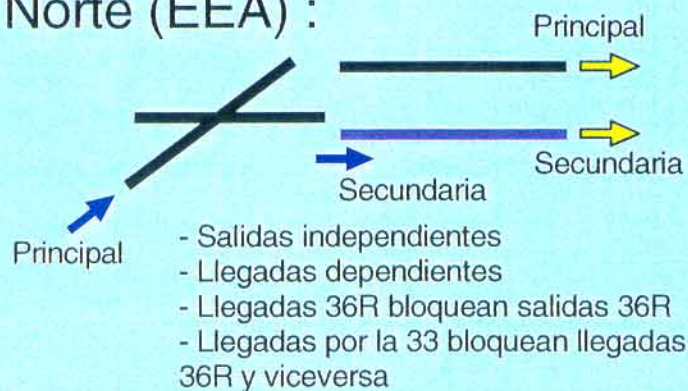 Norte (EEA) :
Principal
Secundaria
Secundaria
Principal
- Salidas independientes
- Llegadas dependientes
- Llegadas 36R bloquean salidas 36R
- Llegadas por la 33 bloquean llegadas
36R y viceversa